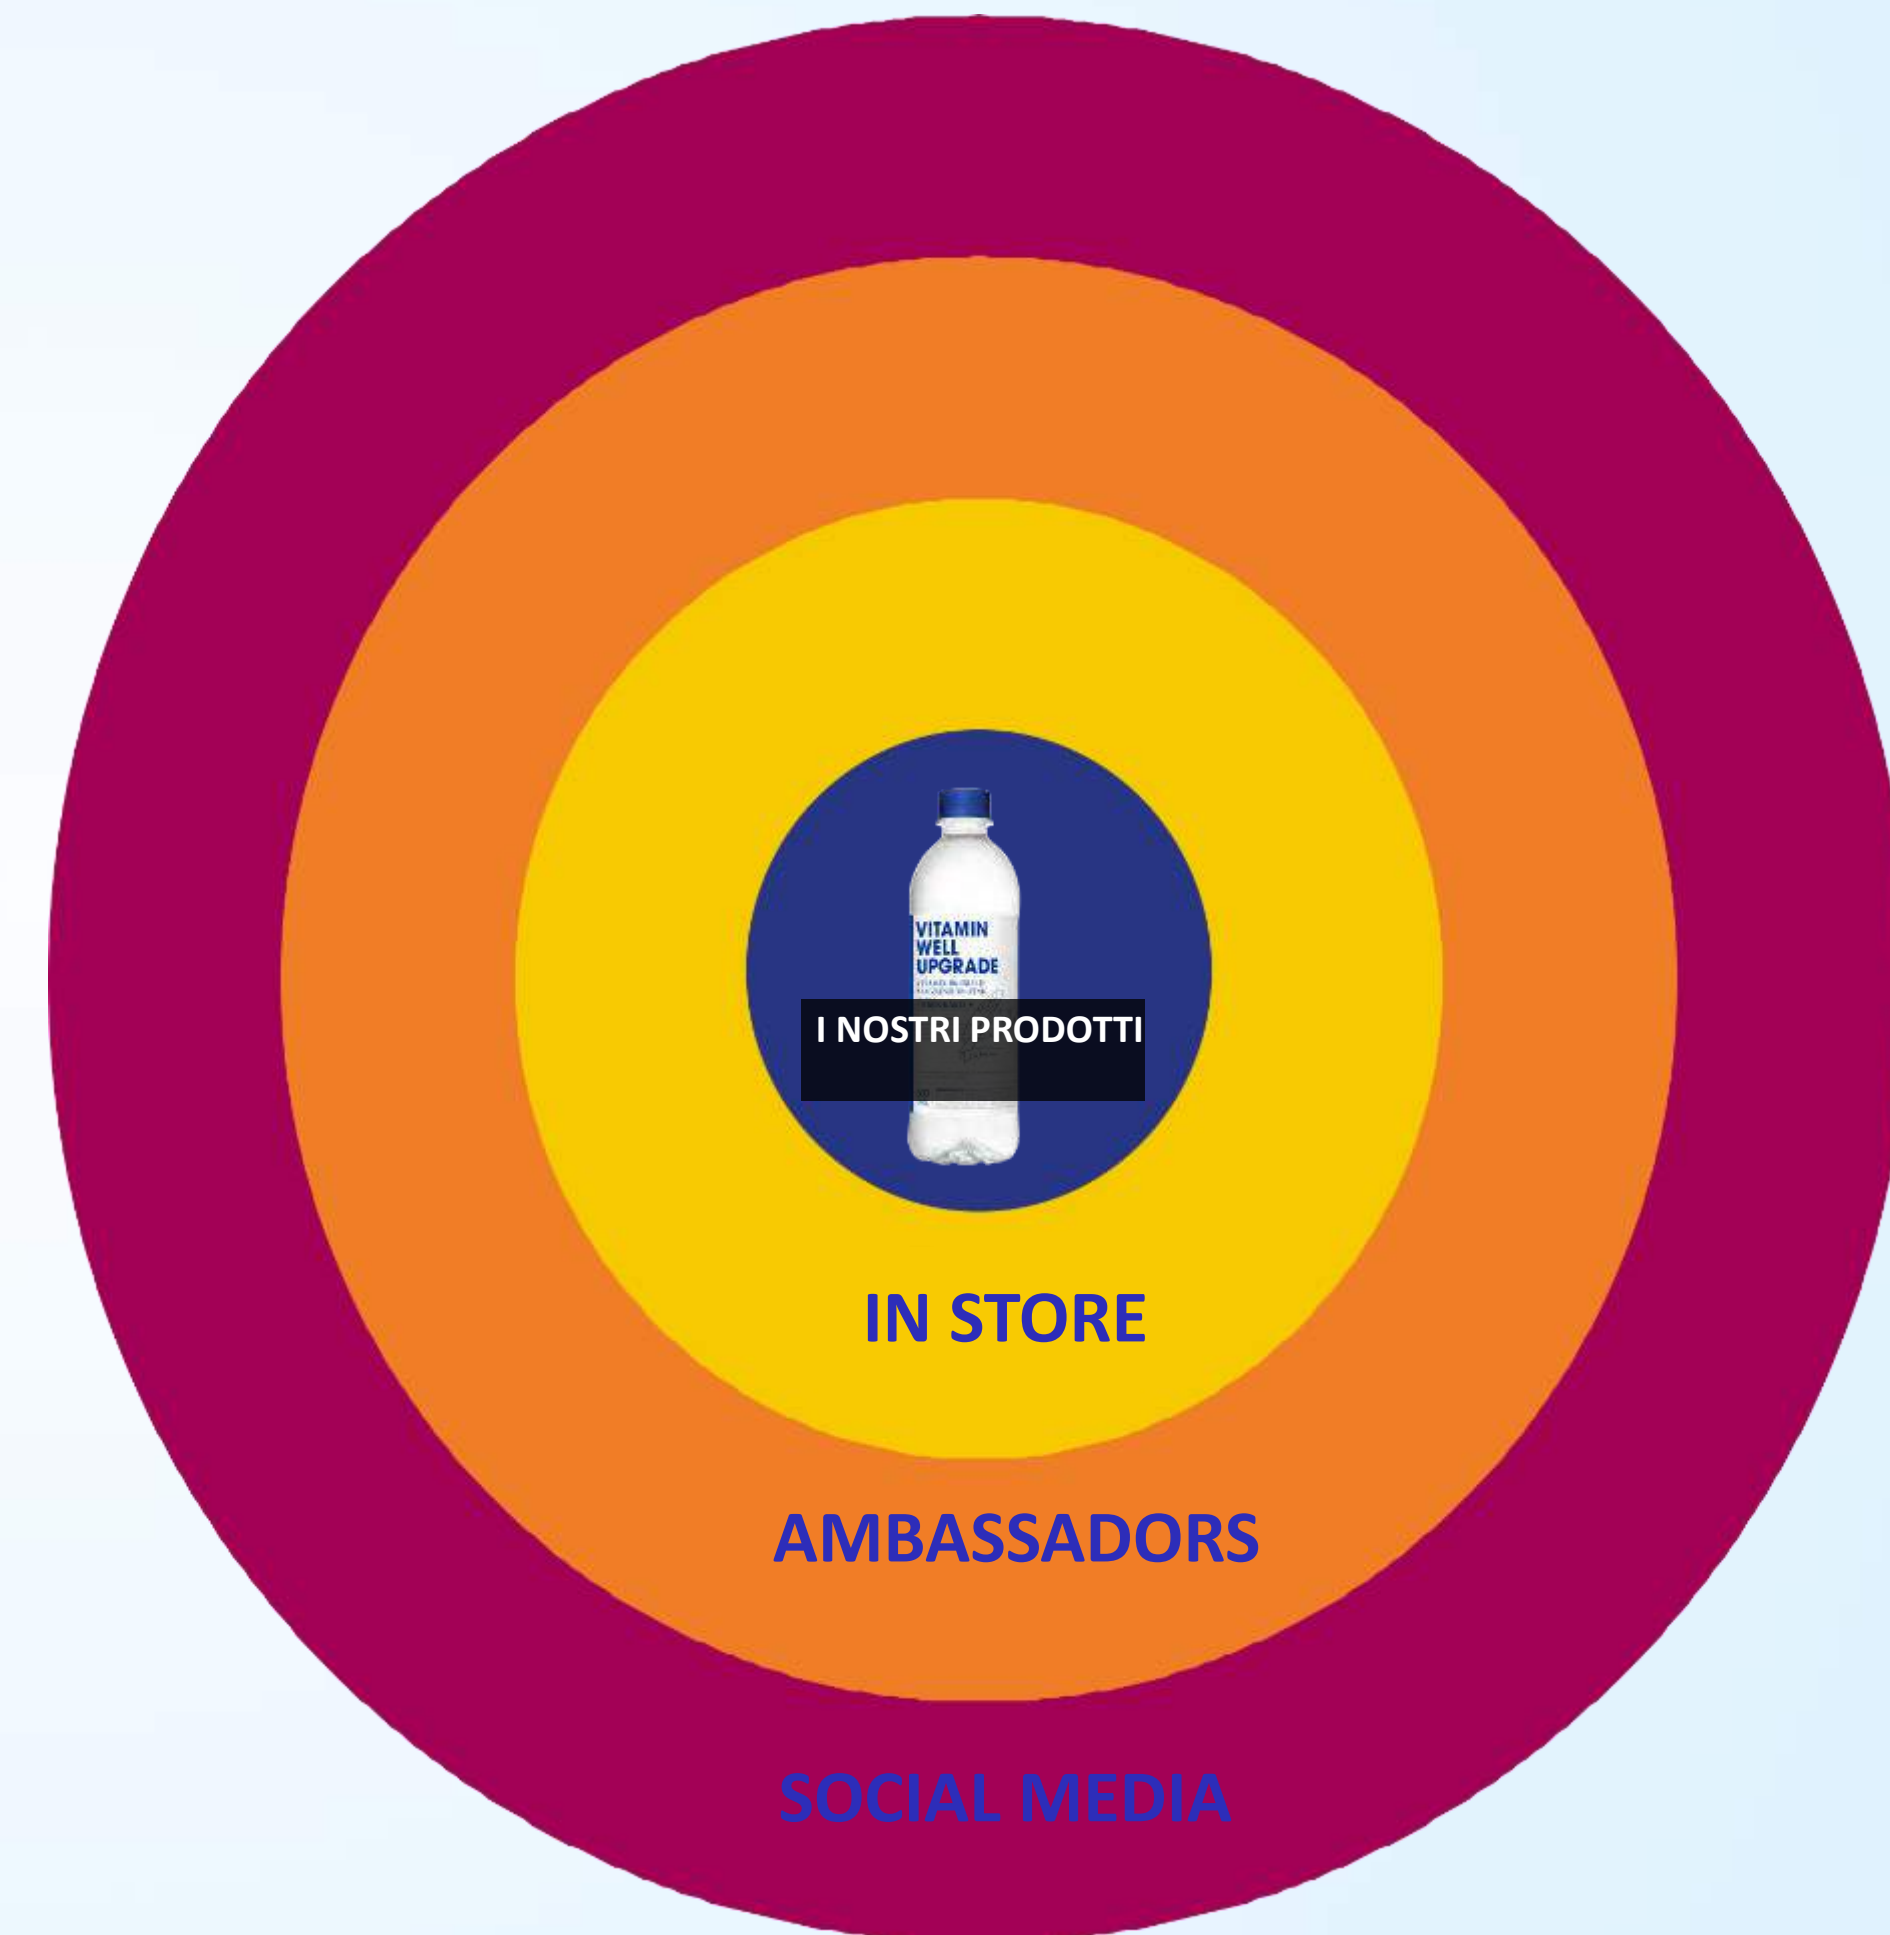 VITAMIN
WELL
UPGRADE
I NOSTRI PRODOTTI
IN STORE
AMBASSADORS
SOCIAL MEDIA